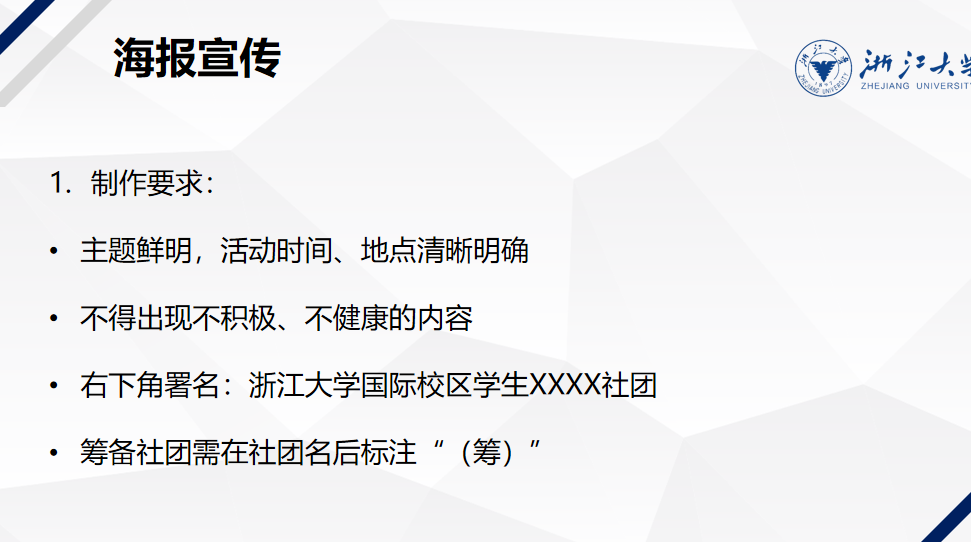 海报宣传
浙江大学
ZHEJIANG UNIVERSITY
1. 制作要求：
• 主题鲜明，活动时间、地点清晰明确
• 不得出现不积极、不健康的内容
• 右下角署名：浙江大学国际校区学生XXXX社团
• 筹备社团需在社团名后标注“（筹）”